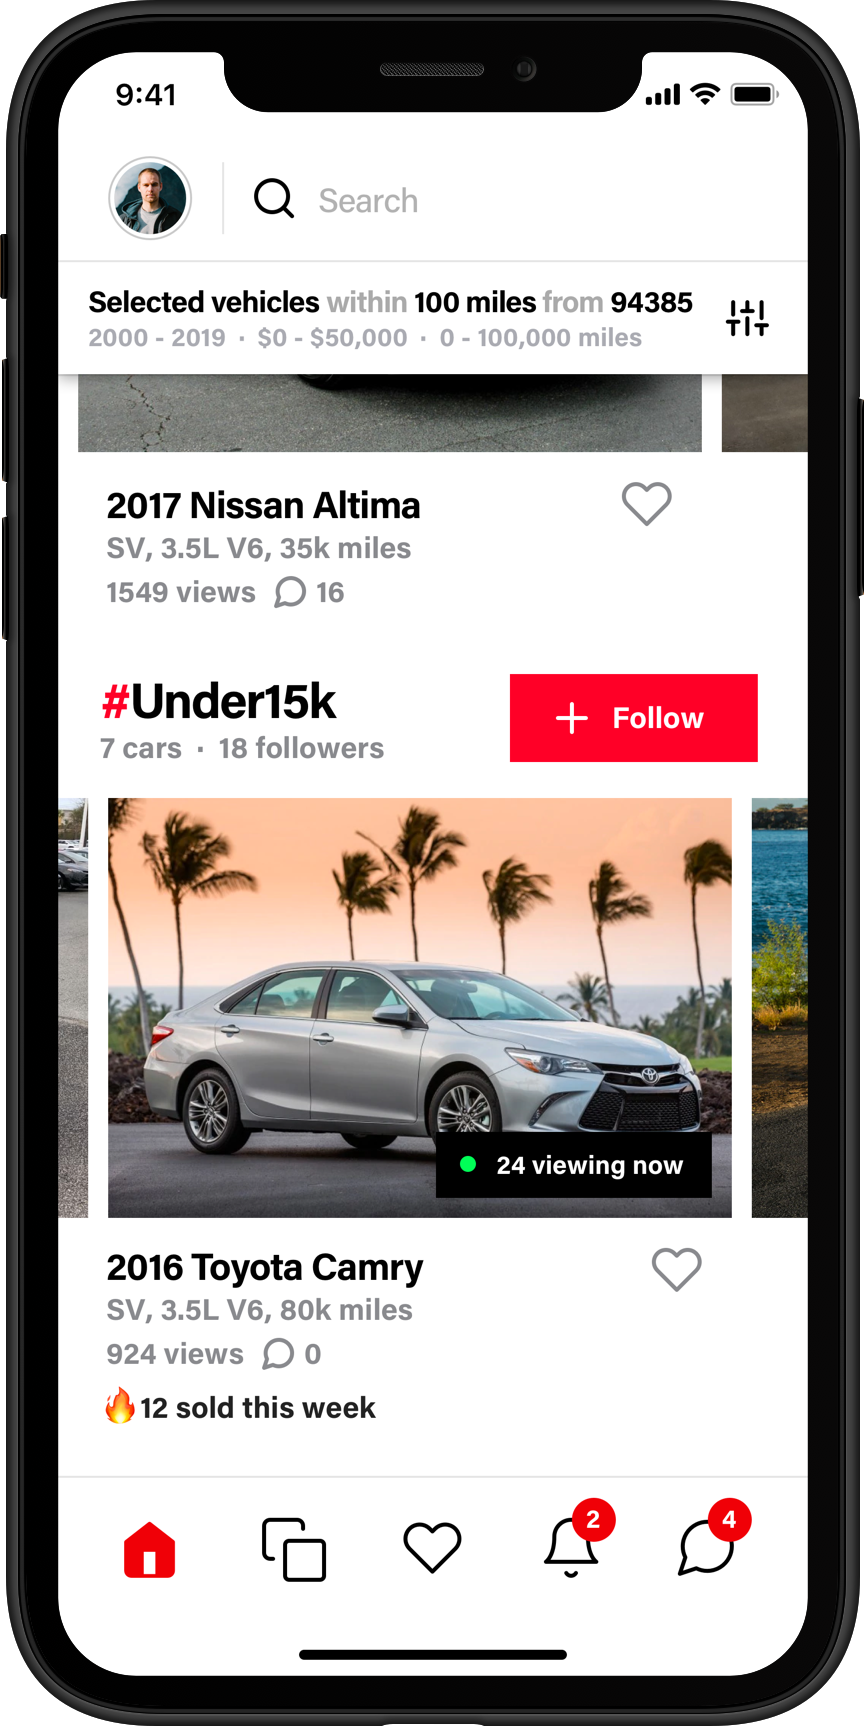 9:41
Search
Selected vehicles within 100 miles from 94385
2000 - 2019 · $0 - $50,000 · 0 - 100,000 miles
2017 Nissan Altima
SV, 3.5L V6, 35k miles
1549 views 16
#Under15k
7 cars · 18 followers
Follow
24 viewing now
2016 Toyota Camry
SV, 3.5L V6, 80k miles
924 views 0
🔥12 sold this week
2
4